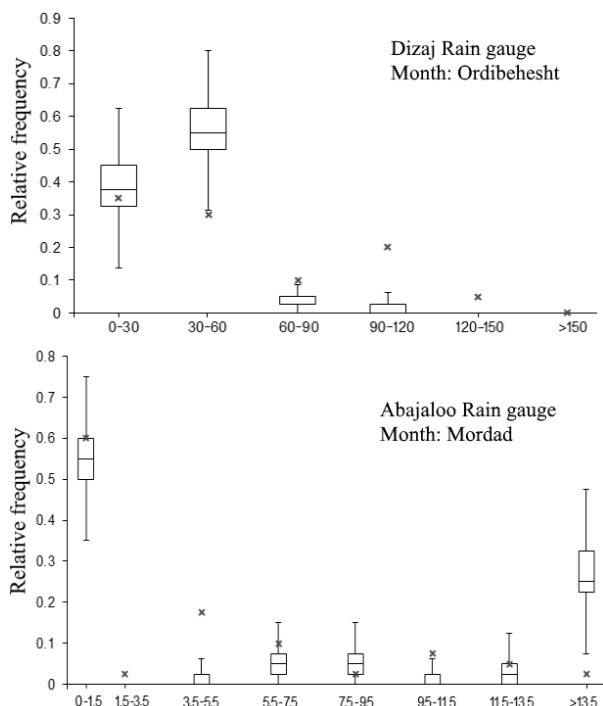 0.9
0.8
0.7
0.6
0.5
0.4
0.3
0.2
0.1
0
Relative frequency
Dizaj Rain gauge
Month: Ordibehesht
0-30 30-60 60-90 90-120 120-150 >150
0.8
0.7
0.6
0.5
0.4
0.3
0.2
0.1
0
Relative frequency
Abajaloo Rain gauge
Month: Mordad
0-1.5 1.5-3.5 3.5-5.5 5.5-7.5 7.5-9.5 9.5-11.5 11.5-13.5 >13.5